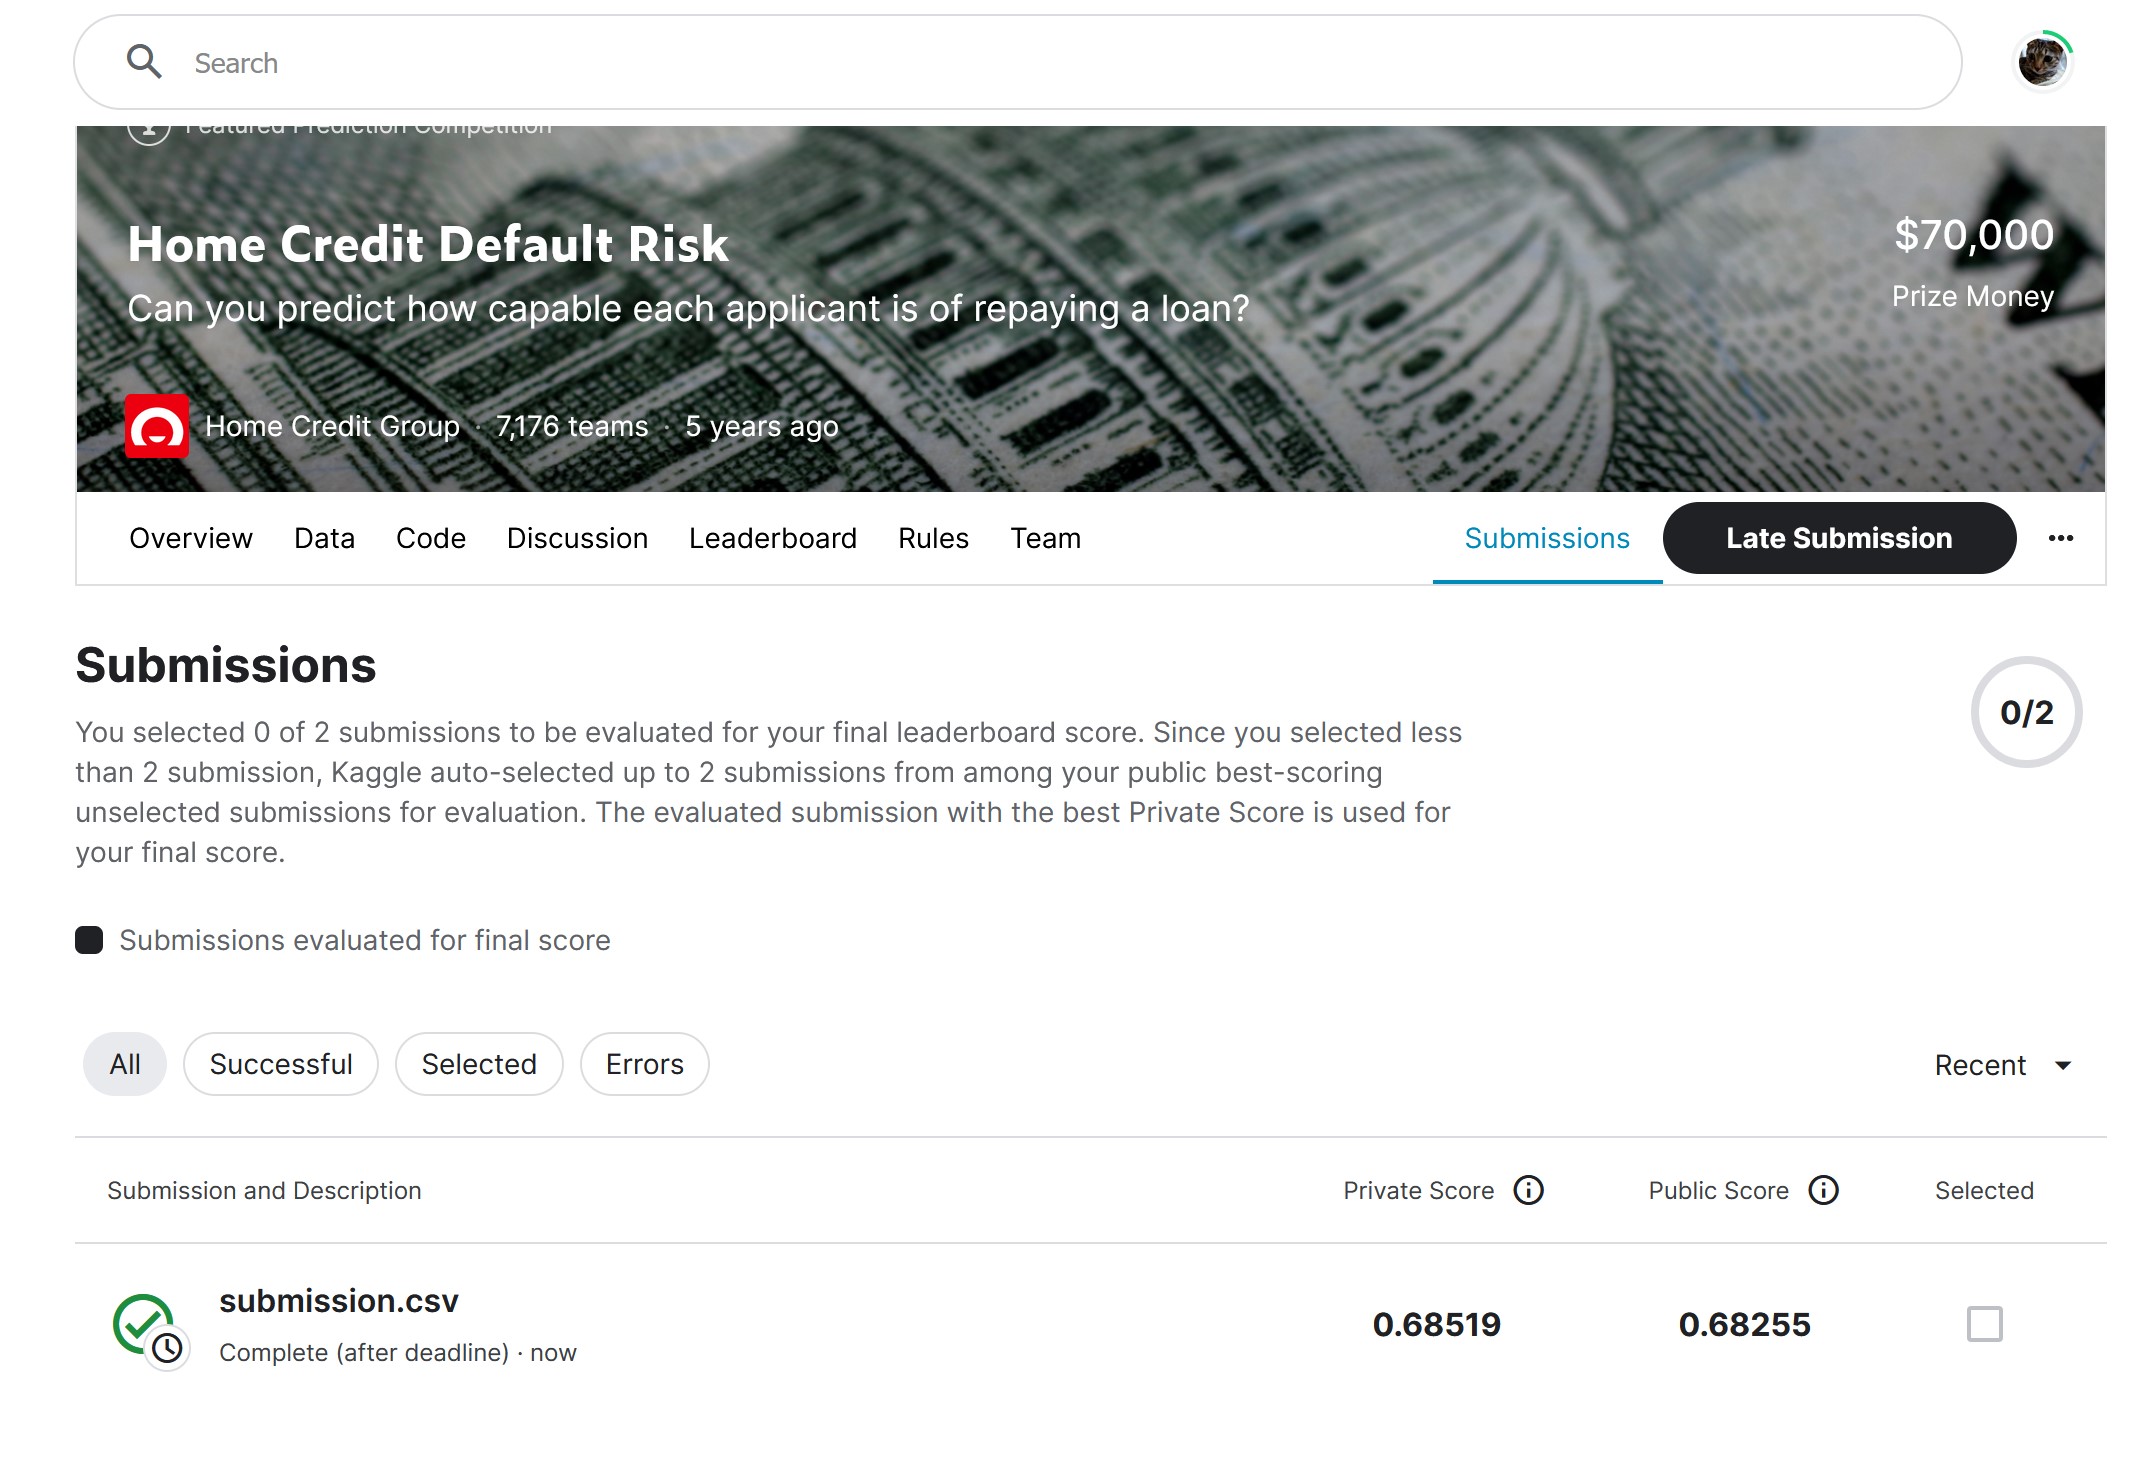 Search
Featured Prediction Competition
Home Credit Default Risk
$70,000
Can you predict how capable each applicant is of repaying a loan?
Prize Money
Home Credit Group · 7,176 teams · 5 years ago
Overview Data Code Discussion Leaderboard Rules Team Submissions Late Submission
Submissions
0/2
You selected 0 of 2 submissions to be evaluated for your final leaderboard score. Since you selected less
than 2 submission, Kaggle auto-selected up to 2 submissions from among your public best-scoring
unselected submissions for evaluation. The evaluated submission with the best Private Score is used for
your final score.
Submissions evaluated for final score
All Successful Selected Errors Recent
Submission and Description Private Score Public Score Selected
submission.csv
Complete (after deadline) · now
0.68519 0.68255